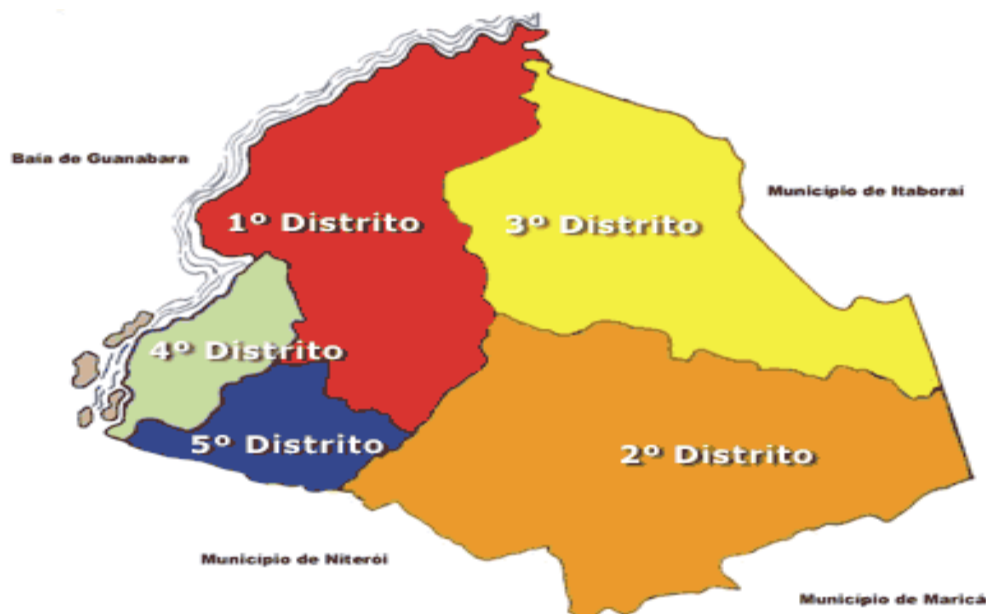 Baía de Guanabara
Município de Itaboraí
1º Distrito
3º Distrito
4º Distrito
5º Distrito
2º Distrito
Município de Niterói
Município de Maricá